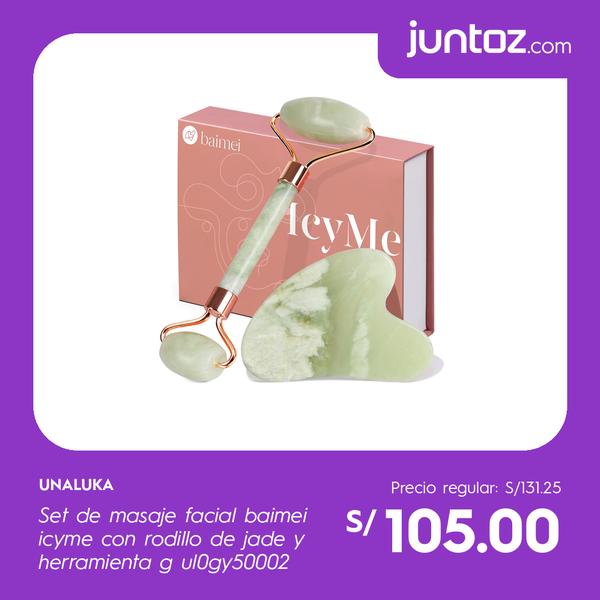 juntoz.com
baimei
IcyMe
UNALUKA
Set de masaje facial baimei
icyme con rodillo de jade y
herramienta g ul0gy50002
Precio regular: S/131.25
S/ 105.00